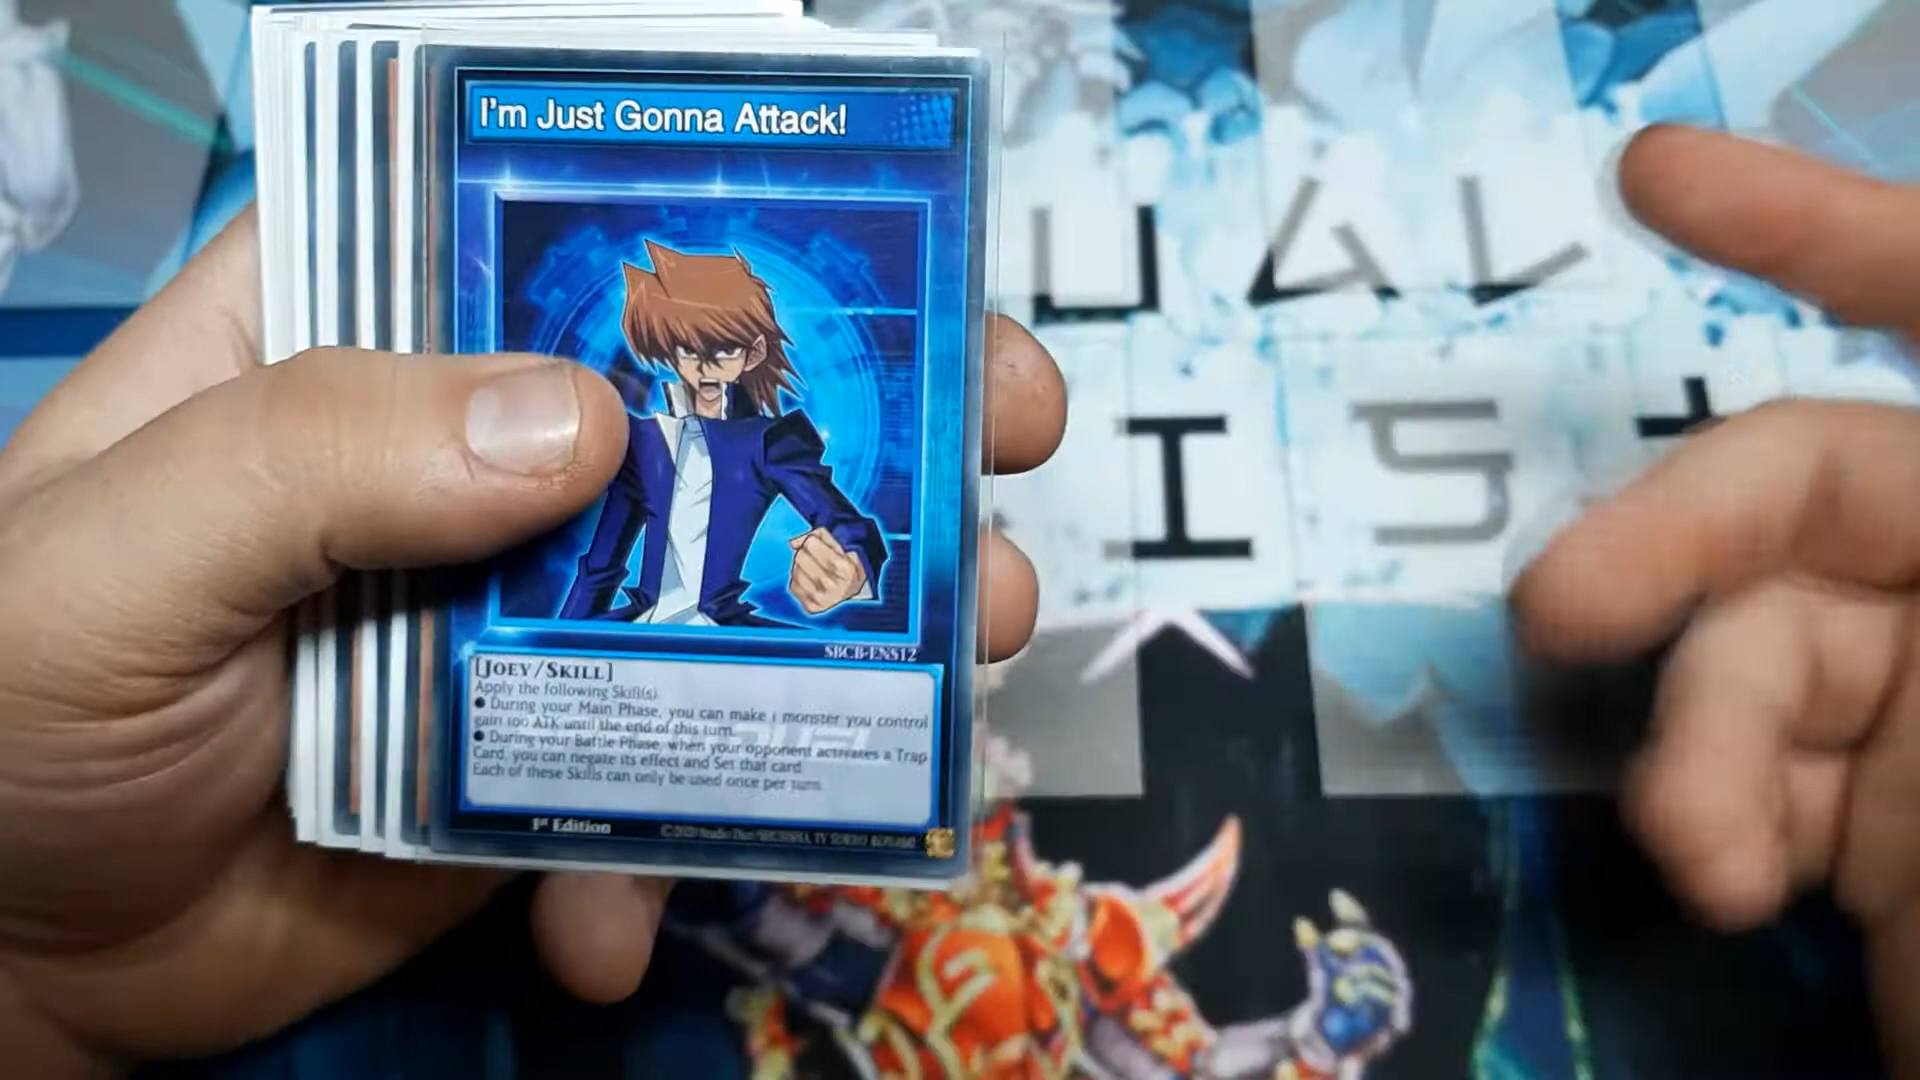 I'm Just Gonna Attack!
UAL
IST
SBCB-ENS12
[JOEY/SKILL]
Apply the following Skill(s).
● During your Main Phase, you can make 1 monster you control
gain 100 ATK until the end of this turn.
● During your Battle Phase, when your opponent activates a Trap
Card, you can negate its effect and Set that card.
Each of these Skills can only be used once per turn.
1st Edition